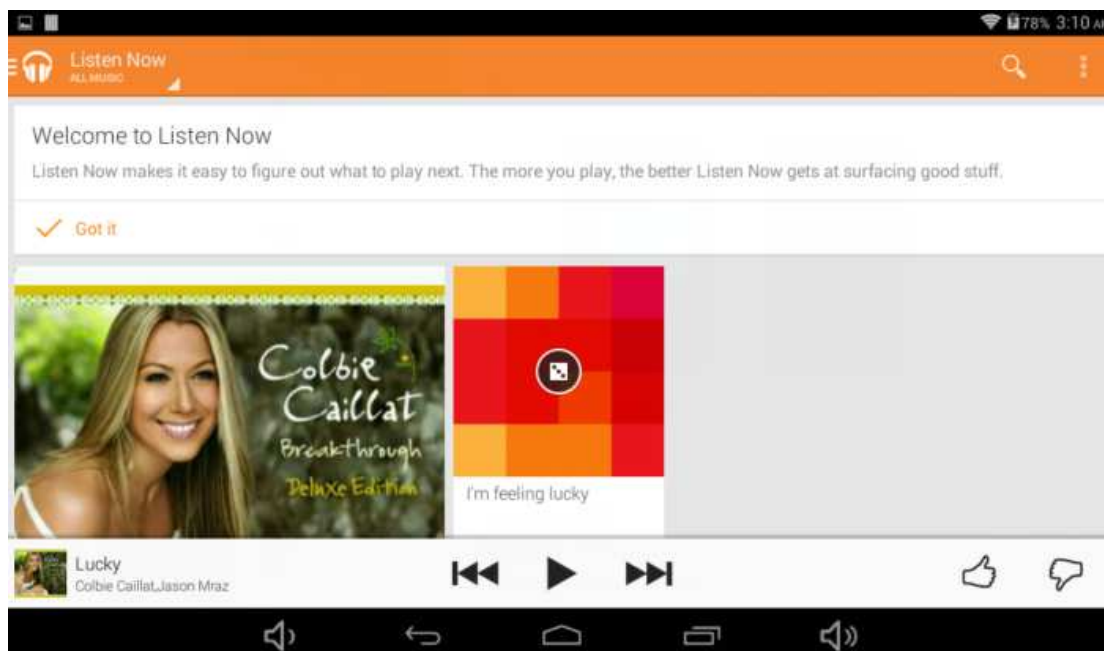 78% 3:10 AM
Listen Now
ALL MUSIC
Welcome to Listen Now
Listen Now makes it easy to figure out what to play next. The more you play, the better Listen Now gets at surfacing good stuff.
Got it
Colbie
Caillat
Breakthrough
Deluxe Edition
I'm feeling lucky
Lucky
Colbie Caillat,Jason Mraz